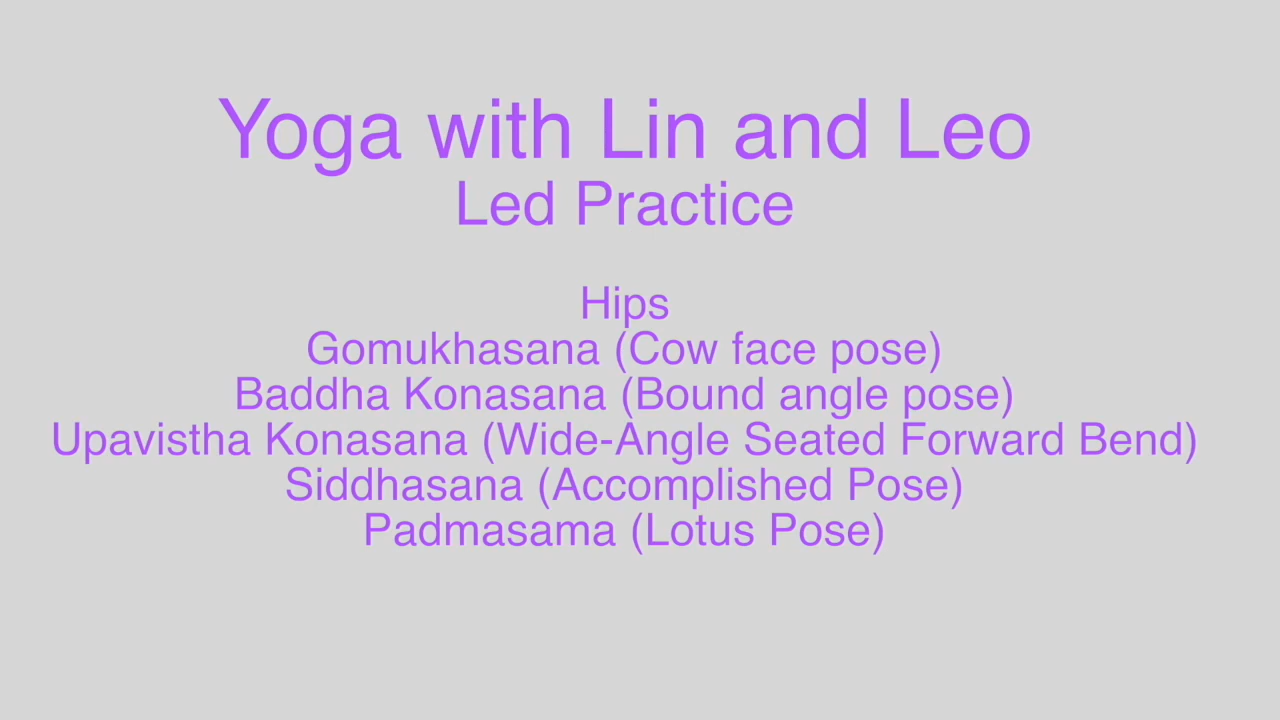 Yoga with Lin and Leo
Led Practice
Hips
Gomukhasana (Cow face pose)
Baddha Konasana (Bound angle pose)
Upavistha Konasana (Wide-Angle Seated Forward Bend)
Siddhasana (Accomplished Pose)
Padmasama (Lotus Pose)